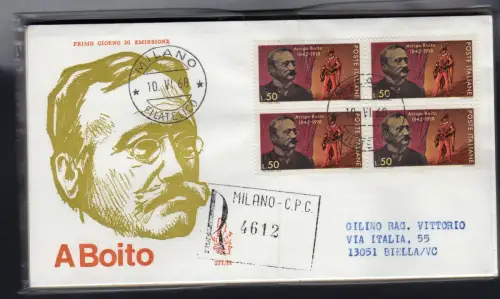 PRIMO GIORNO DI EMISSIONE
MILANO
10.VI.68
FILATELICO
Arrigo Boito
1842-1918
L.50
POSTE ITALIANE
Arrigo Boito
1842-1918
L.50
POSTE ITALIANE
Arrigo Boito
1842-1918
L.50
POSTE ITALIANE
Arrigo Boito
1842-1918
L.50
POSTE ITALIANE
MILANO-C.P.C.
R
4612
A Boito
GILINO RAG. VITTORIO
VIA ITALIA, 55
13051 BIELLA/VC